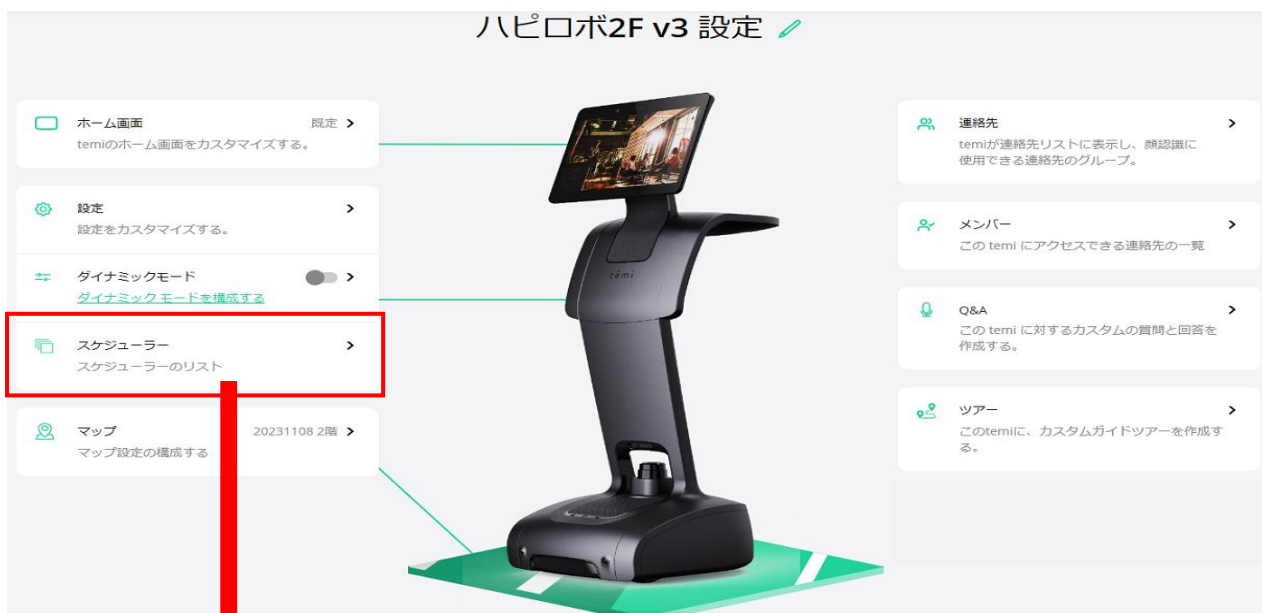 ハピロボ2F v3 設定
ホーム画面 既定
temiのホーム画面をカスタマイズする。
設定
設定をカスタマイズする。
ダイナミックモード
ダイナミック モードを構成する
スケジューラー
スケジューラーのリスト
マップ 20231108 2階
マップ設定の構成する
temi
連絡先
temiが連絡先リストに表示し、顔認識に
使用できる連絡先のグループ。
メンバー
この temi にアクセスできる連絡先の一覧
Q&A
この temi に対するカスタムの質問と回答を
作成する。
ツアー
このtemiに、カスタムガイドツアーを作成す
る。